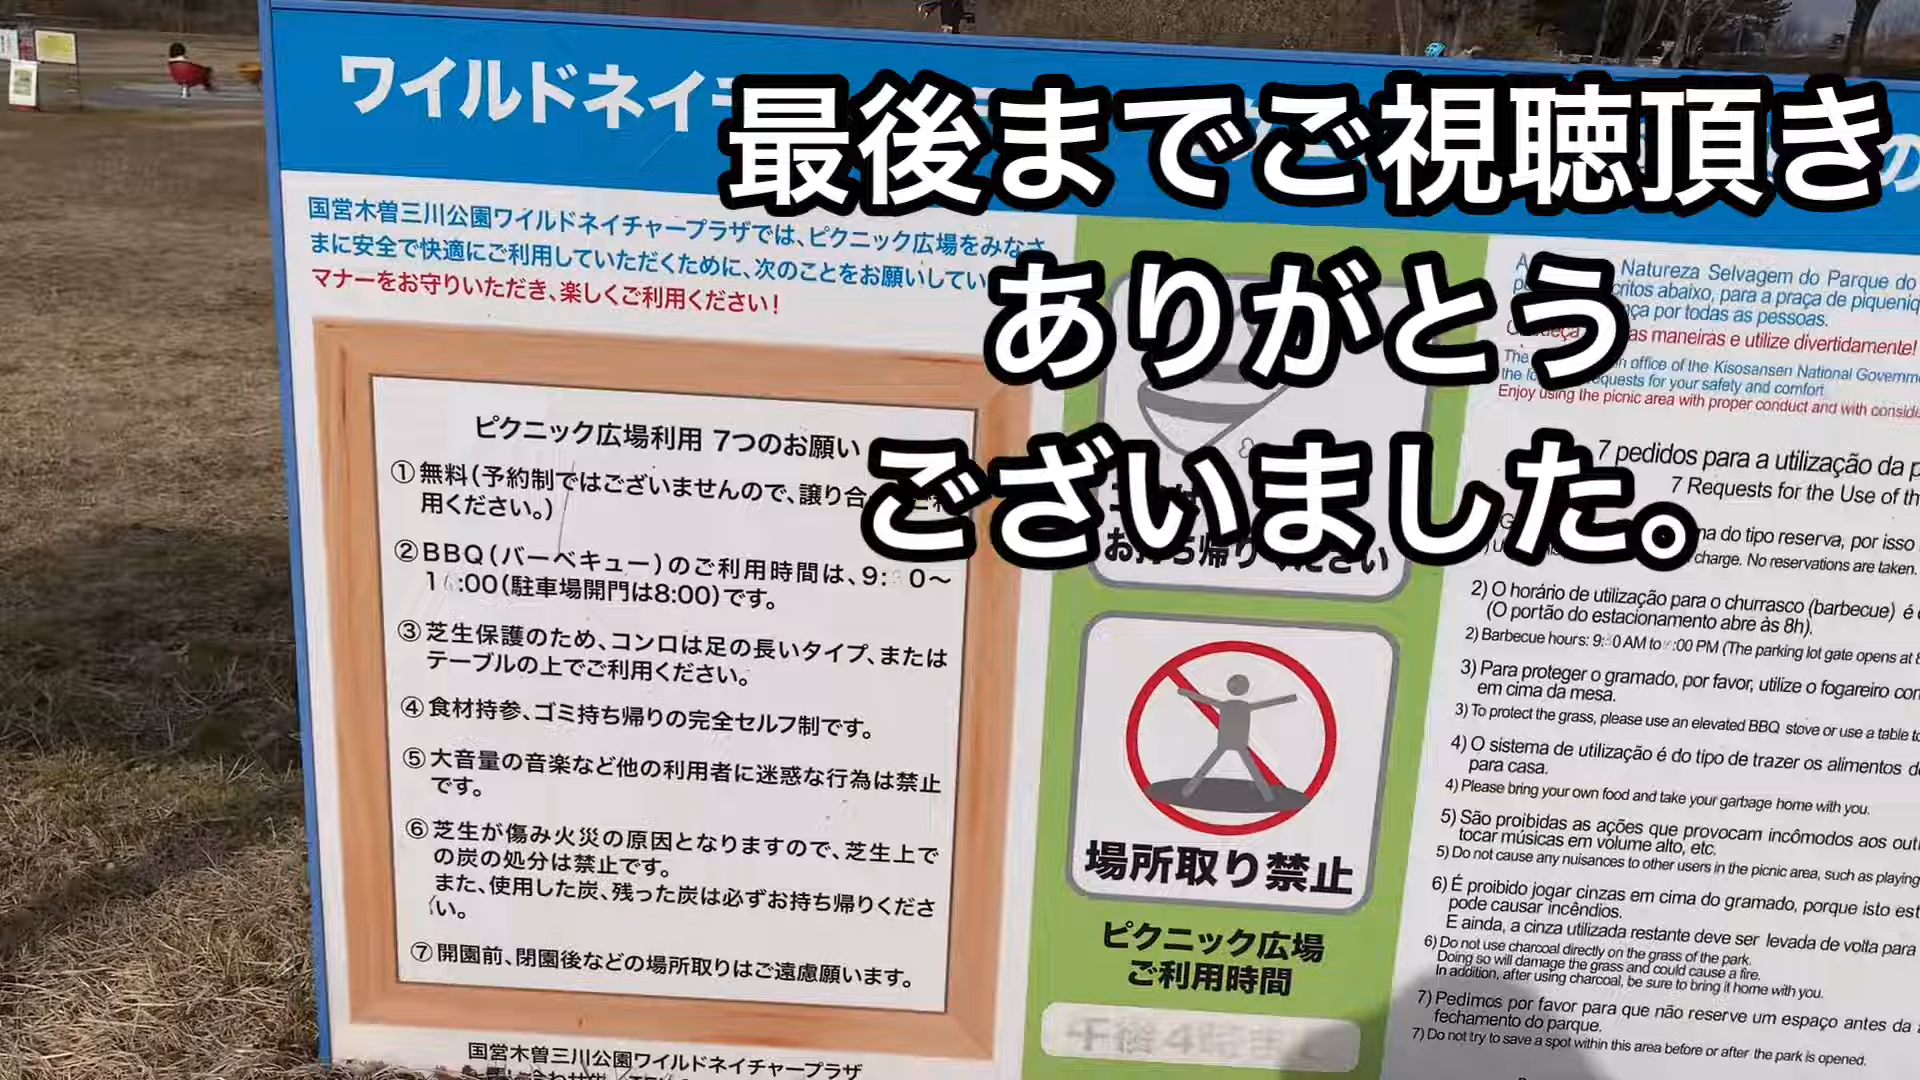 最後までご視聴頂き
ありがとう
ございました。
ワイルドネイチ
の
国営木曽三川公園ワイルドネイチャープラザでは、ピクニック広場をみなさ
まに安全で快適にご利用していただくために、次のことをお願いしてい
マナーをお守りいただき、楽しくご利用ください!
ピクニック広場利用 7つのお願い
①無料(予約制ではございませんので、譲り合
用ください。)
②BBQ(バーベキュー)のご利用時間は、9: 0〜
1 :00(駐車場開門は8:00)です。
③芝生保護のため、コンロは足の長いタイプ、または
テーブルの上でご利用ください。
④食材持参、ゴミ持ち帰りの完全セルフ制です。
⑤大音量の音楽など他の利用者に迷惑な行為は禁止
です。
⑥芝生が傷み火災の原因となりますので、芝生上で
の炭の処分は禁止です。
また、使用した炭、残った炭は必ずお持ち帰りくださ
い。
⑦開園前、閉園後などの場所取りはご遠慮願います。
国営木曽三川公園ワイルドネイチャープラザ
お持ち帰りください
場所取り禁止
ピクニック広場
ご利用時間
Natureza Selvagem do Parque do
critos abaixo, para a praça de piqueniq
ça por todas as pessoas.
as maneiras e utilize divertidamente!
The office of the Kisosansen National Governme
the requests for your safety and comfort.
Enjoy using the picnic area with proper conduct and with conside
7 pedidos para a utilização da p
7 Requests for the Use of th
ma do tipo reserva, por isso
charge. No reservations are taken.
2) O horário de utilização para o churrasco (barbecue) é
(O portão do estacionamento abre às 8h).
2) Barbecue hours: 9: 0 AM to :00 PM (The parking lot gate opens at 8
3) Para proteger o gramado, por favor, utilize o fogareiro con
em cima da mesa.
3) To protect the grass, please use an elevated BBQ stove or use a table to
4) O sistema de utilização é do tipo de trazer os alimentos d
para casa.
4) Please bring your own food and take your garbage home with you.
5) São proibidas as ações que provocam incômodos aos out
tocar músicas em volume alto, etc.
5) Do not cause any nuisances to other users in the picnic area, such as playing
6) É proibido jogar cinzas em cima do gramado, porque isto est
pode causar incêndios.
E ainda, a cinza utilizada restante deve ser levada de volta para
6) Do not use charcoal directly on the grass of the park.
Doing so will damage the grass and could cause a fire.
In addition, after using charcoal, be sure to bring it home with you.
7) Pedimos por favor para que não reserve um espaço antes da
fechamento do parque.
7) Do not try to save a spot within this area before or after the park is opened.